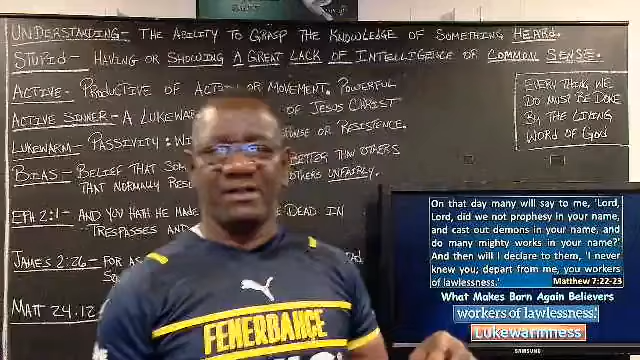 UNDERSTANDING- THE ABILITY TO GRASP THE KNOWLEDGE OF SOMETHING HEARD.
STUPID- HAVING OR SHOWING A GREAT LACK OF INTELLIGENCE OR COMMON SENSE.
ACTIVE- PRODUCTIVE OF ACTION OR MOVEMENT. POWERFUL
ACTIVE SINNER- A LUKEWARM OF JESUS CHRIST
LUKEWARM- PASSIVITY: OR RESISTENCE.
BIAS- BELIEF THAT BETTER THAN OTHERS
THAT NORMALLY OTHERS UNFAIRLY.
EPH 2:1- AND YOU HATH HE MADE DEAD IN
TRESPASSES AND
JAMES 2:26- FOR AS
MATT 24.12
EVERY THING WE
DO MUST BE DONE
BY THE LIVING
WORD OF GOD
On that day many will say to me, 'Lord,
Lord, did we not prophesy in your name,
and cast out demons in your name, and
do many mighty works in your name?'
And then will I declare to them, 'I never
knew you; depart from me, you workers
of lawlessness.' Matthew 7:22-23
What Makes Born Again Believers
workers of lawlessness.'
Lukewarmness
SAMSUNG
FENERBAHÇE